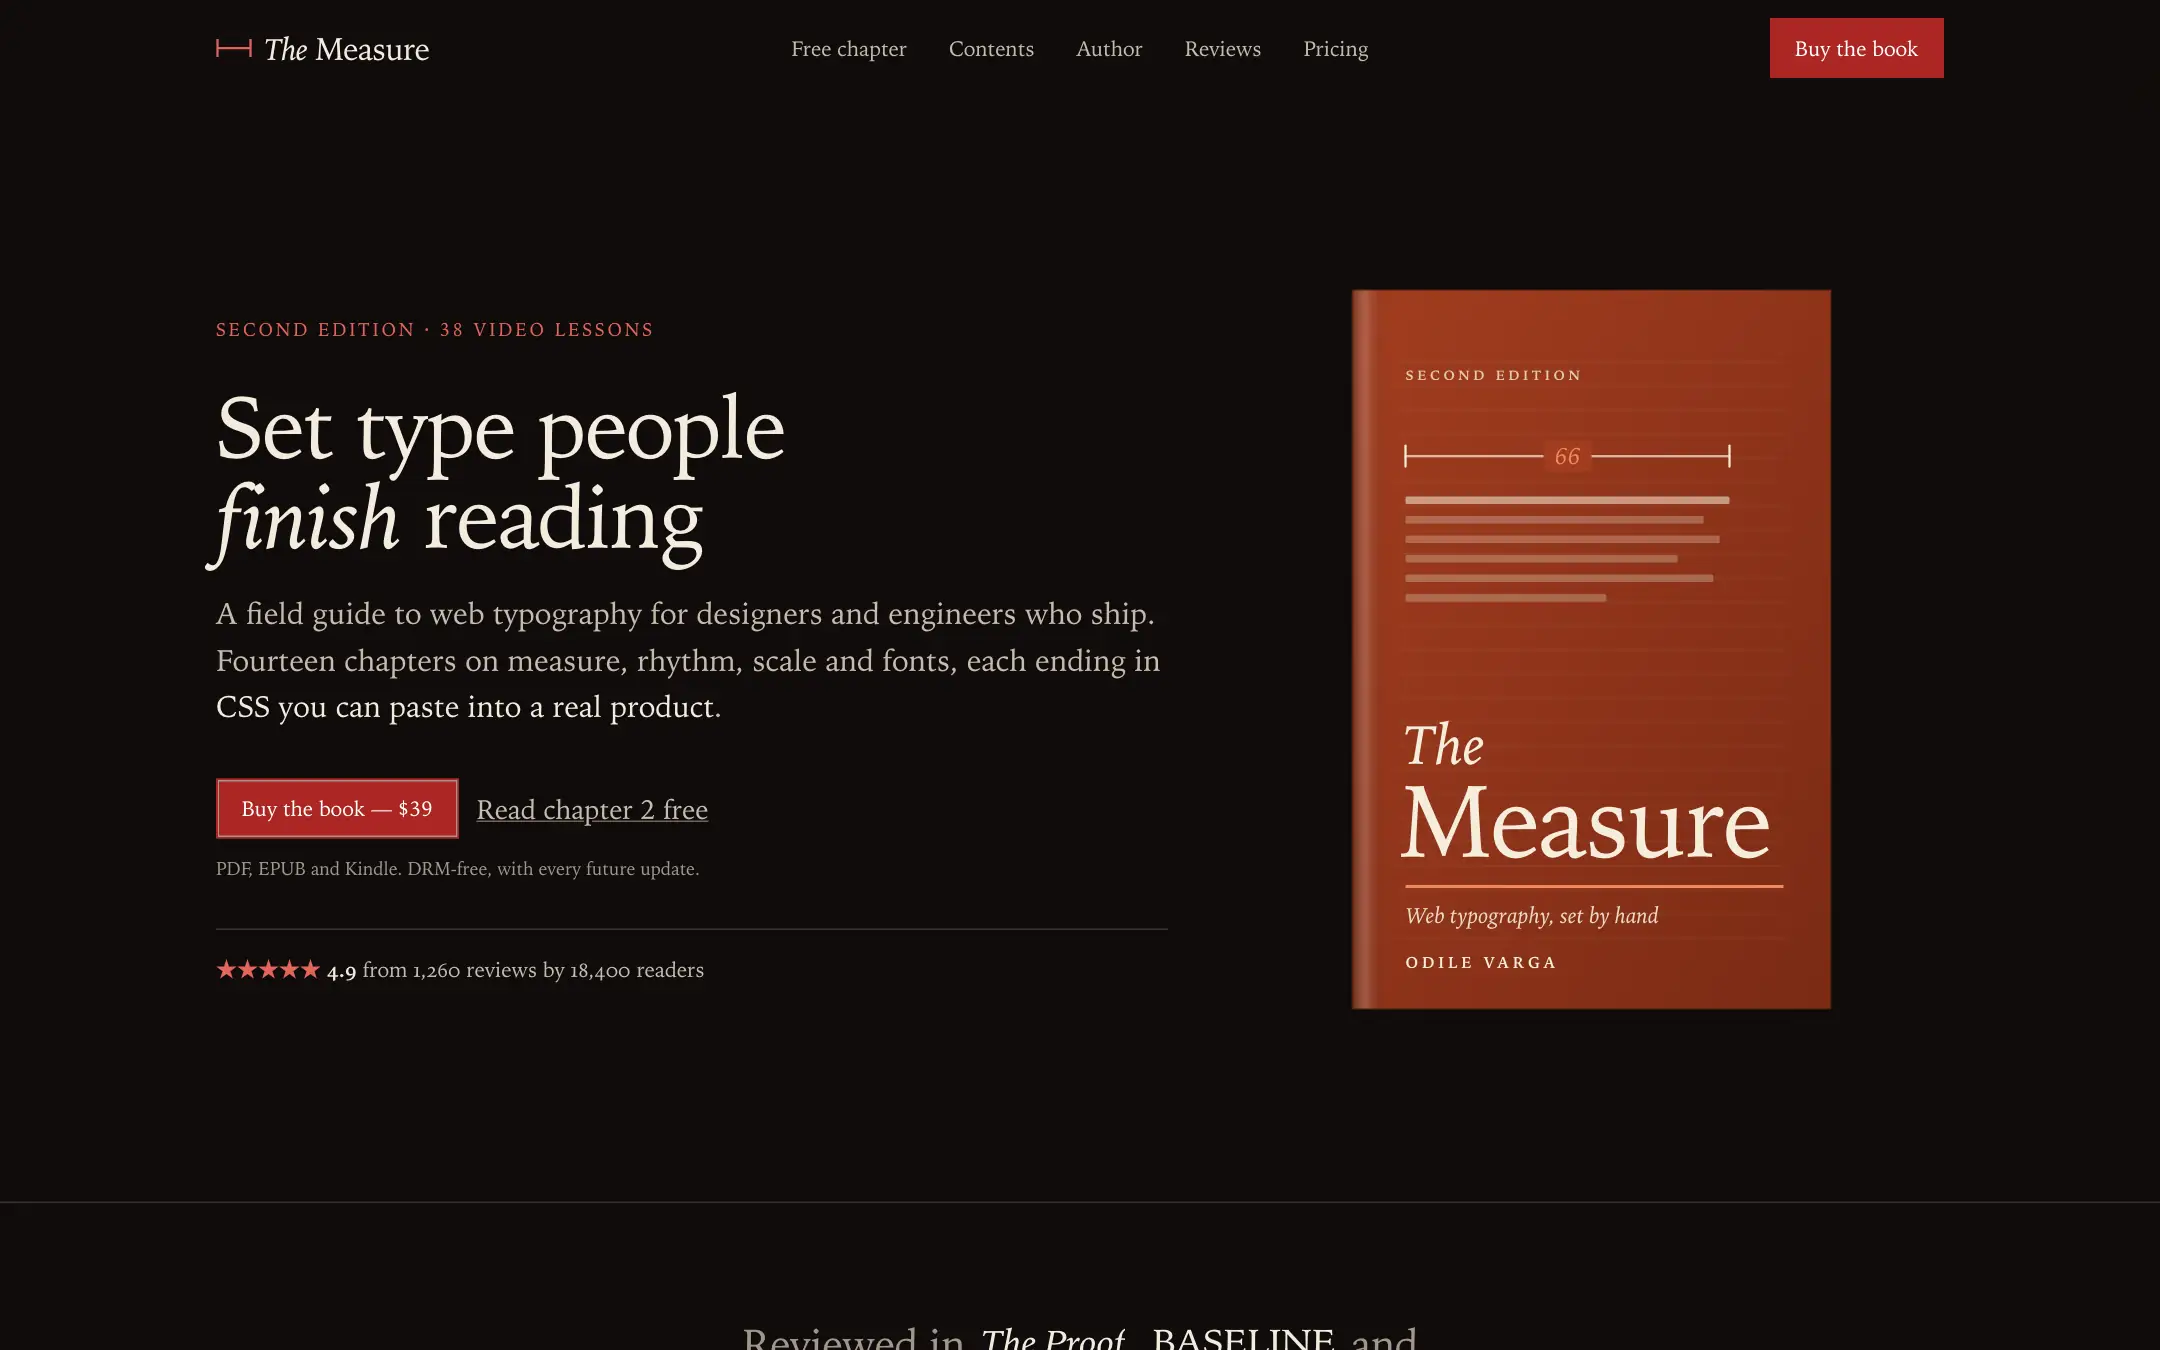 The Measure
Free chapter
Contents
Author
Reviews
Pricing
Buy the book
SECOND EDITION · 38 VIDEO LESSONS
Set type people
finish reading
A field guide to web typography for designers and engineers who ship.
Fourteen chapters on measure, rhythm, scale and fonts, each ending in
CSS you can paste into a real product.
Buy the book — $39
Read chapter 2 free
PDF, EPUB and Kindle. DRM-free, with every future update.
★★★★★ 4.9 from 1,260 reviews by 18,400 readers
SECOND EDITION
66
The
Measure
Web typography, set by hand
ODILE VARGA
Reviewed in The Proof BASELINE and